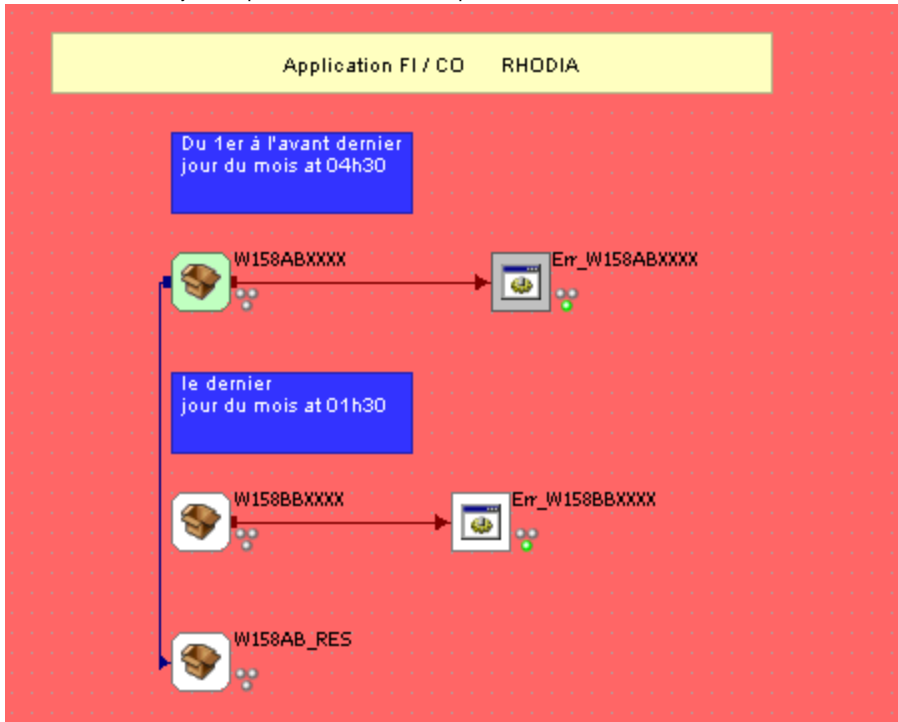 Application FI / CO RHODIA
Du 1er à l'avant dernier
jour du mois at 04h30
W158ABXXXX
Err_W158ABXXXX
le dernier
jour du mois at 01h30
W158BBXXXX
Err_W158BBXXXX
W158AB_RES